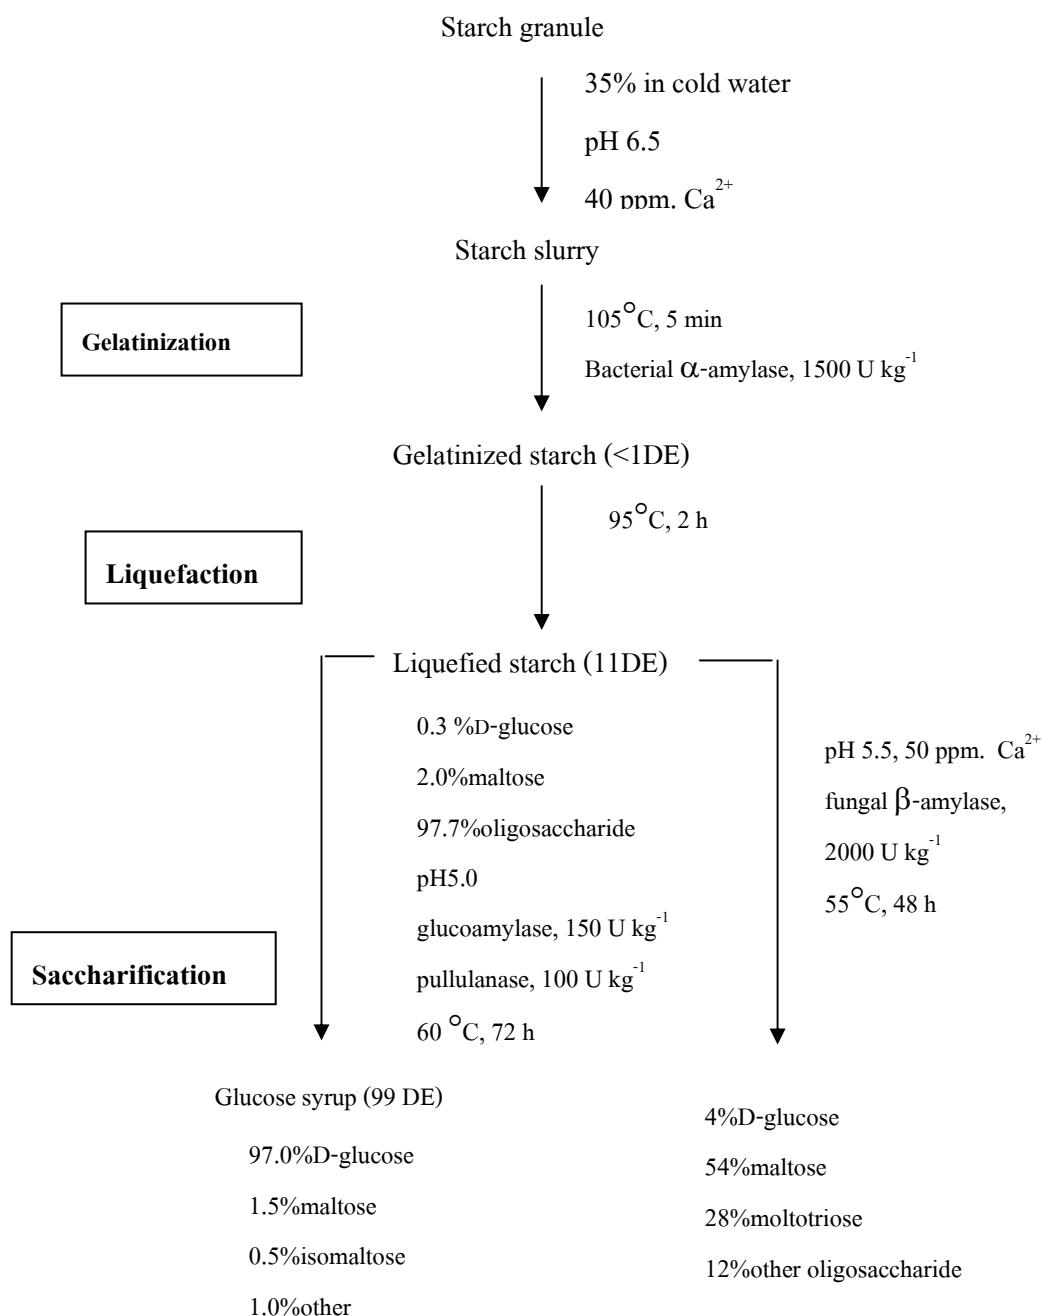 Starch granule
35% in cold water
pH 6.5
40 ppm. Ca2+
Starch slurry
Gelatinization
105°C, 5 min
Bacterial α-amylase, 1500 U kg-1
Gelatinized starch (<1DE)
95°C, 2 h
Liquefaction
Liquefied starch (11DE)
0.3 %D-glucose
2.0%maltose
97.7%oligosaccharide
pH5.0
glucoamylase, 150 U kg-1
pullulanase, 100 U kg-1
60 °C, 72 h
pH 5.5, 50 ppm. Ca2+
fungal β-amylase,
2000 U kg-1
55°C, 48 h
Saccharification
Glucose syrup (99 DE)
97.0%D-glucose
1.5%maltose
0.5%isomaltose
1.0%other
4%D-glucose
54%maltose
28%moltotriose
12%other oligosaccharide